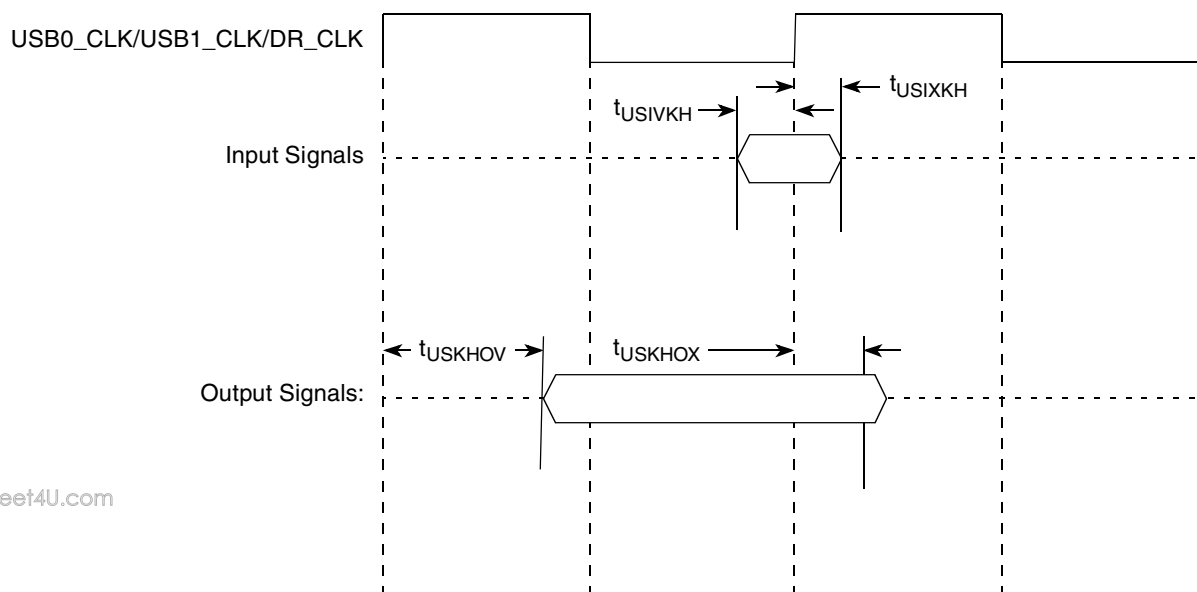 USB0_CLK/USB1_CLK/DR_CLK
tUSIXKH
tUSIVKH
Input Signals
tUSKHOV
tUSKHOX
Output Signals:
eet4U.com